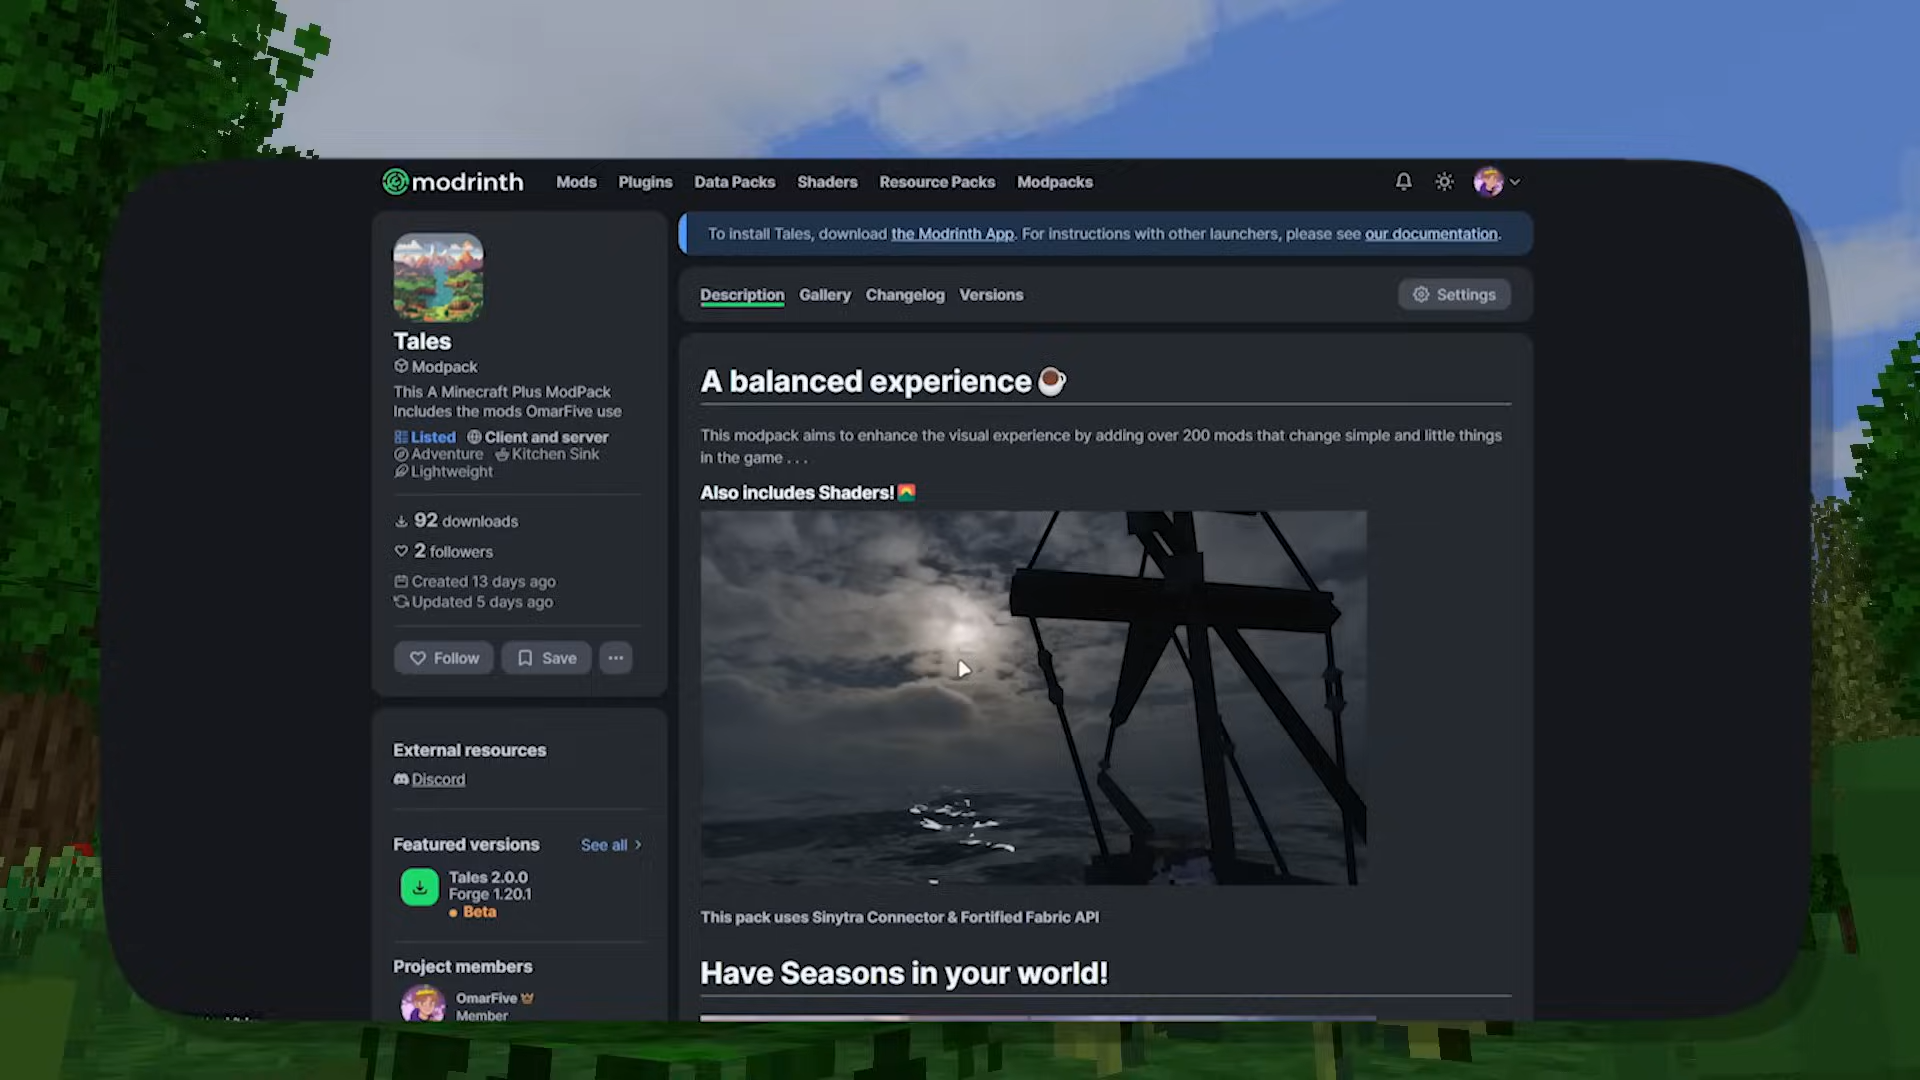 modrinth
Mods Plugins Data Packs Shaders Resource Packs Modpacks
To install Tales, download the Modrinth App. For instructions with other launchers, please see our documentation.
Description Gallery Changelog Versions
Settings
Tales
Modpack
This A Minecraft Plus ModPack
Includes the mods OmarFive use
Listed Client and server
Adventure Kitchen Sink
Lightweight
92 downloads
2 followers
Created 13 days ago
Updated 5 days ago
Follow Save
External resources
Discord
Featured versions See all
Tales 2.0.0
Forge 1.20.1
Beta
Project members
OmarFive
Member
A balanced experience
This modpack aims to enhance the visual experience by adding over 200 mods that change simple and little things
in the game . . .
Also includes Shaders!
This pack uses Sinytra Connector & Fortified Fabric API
Have Seasons in your world!